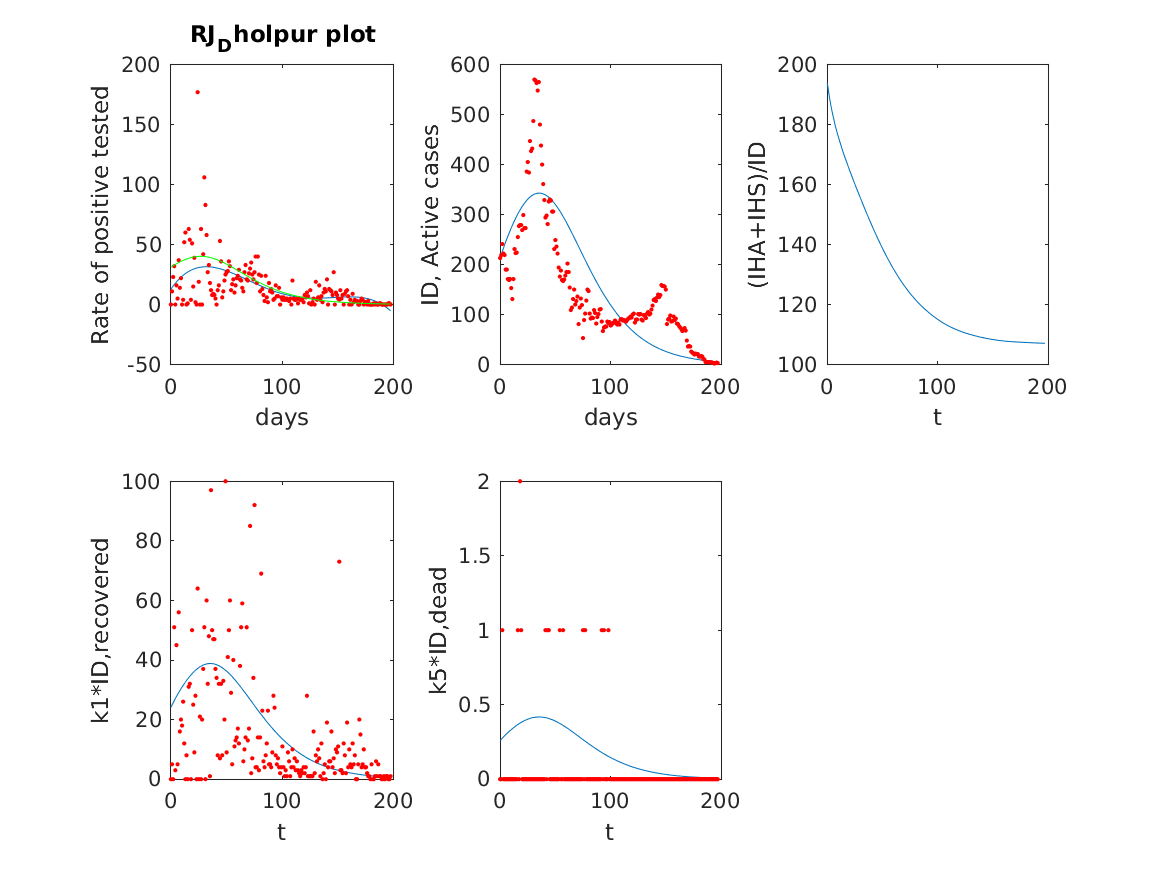 RJ_Dholpur plot
200
150
100
50
0
-50
Rate of positive tested
0 100 200
days
600
500
400
300
200
100
0
ID, Active cases
0 100 200
days
200
180
160
140
120
100
(IHA+IHS)/ID
0 100 200
t
100
80
60
40
20
0
k1*ID,recovered
0 100 200
t
2
1.5
1
0.5
0
k5*ID,dead
0 100 200
t